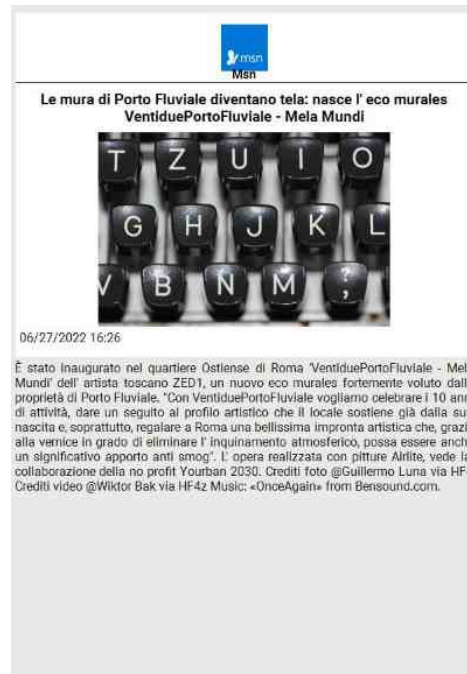 msn
Msn
Le mura di Porto Fluviale diventano tela: nasce l' eco murales
VentiduePortoFluviale - Mela Mundi
T Z U I O
G H J K L
V B N M ; ?
06/27/2022 16:26
È stato inaugurato nel quartiere Ostiense di Roma 'VentiduePortoFluviale - Mel
Mundi' dell' artista toscano ZED1, un nuovo eco murales fortemente voluto dall
proprietà di Porto Fluviale. "Con VentiduePortoFluviale vogliamo celebrare i 10 ann
di attività, dare un seguito al profilo artistico che il locale sostiene già dalla su
nascita e, soprattutto, regalare a Roma una bellissima impronta artistica che, grazi
alla vernice in grado di eliminare l' inquinamento atmosferico, possa essere anch
un significativo apporto anti smog". L' opera realizzata con pitture Airlite, vede la
collaborazione della no profit Yourban 2030. Crediti foto @Guillermo Luna via HF
Crediti video @Wiktor Bak via HF4z Music: «OnceAgain» from Bensound.com.